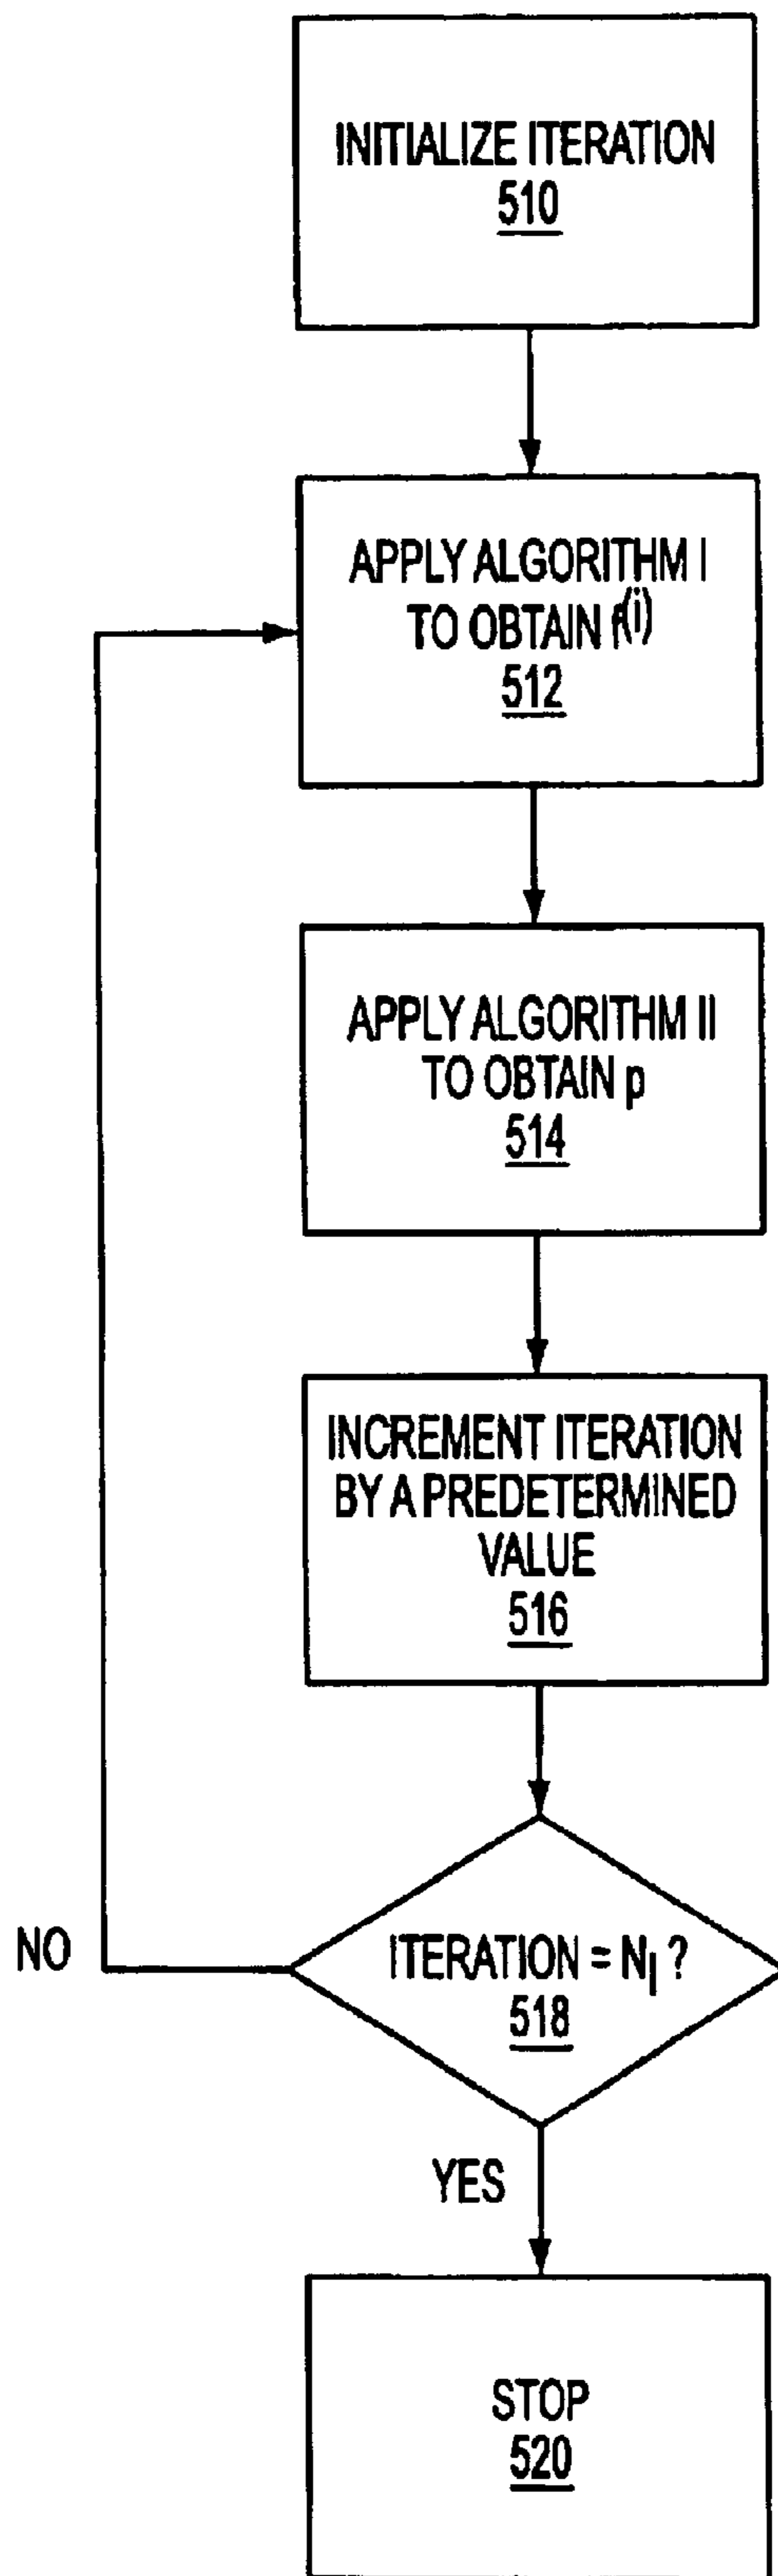 INITIALIZE ITERATION
510
APPLY ALGORITHM I
TO OBTAIN f(i)
512
APPLY ALGORITHM II
TO OBTAIN p
514
INCREMENT ITERATION
BY A PREDETERMINED
VALUE
516
ITERATION = NI ?
518
NO
YES
STOP
520